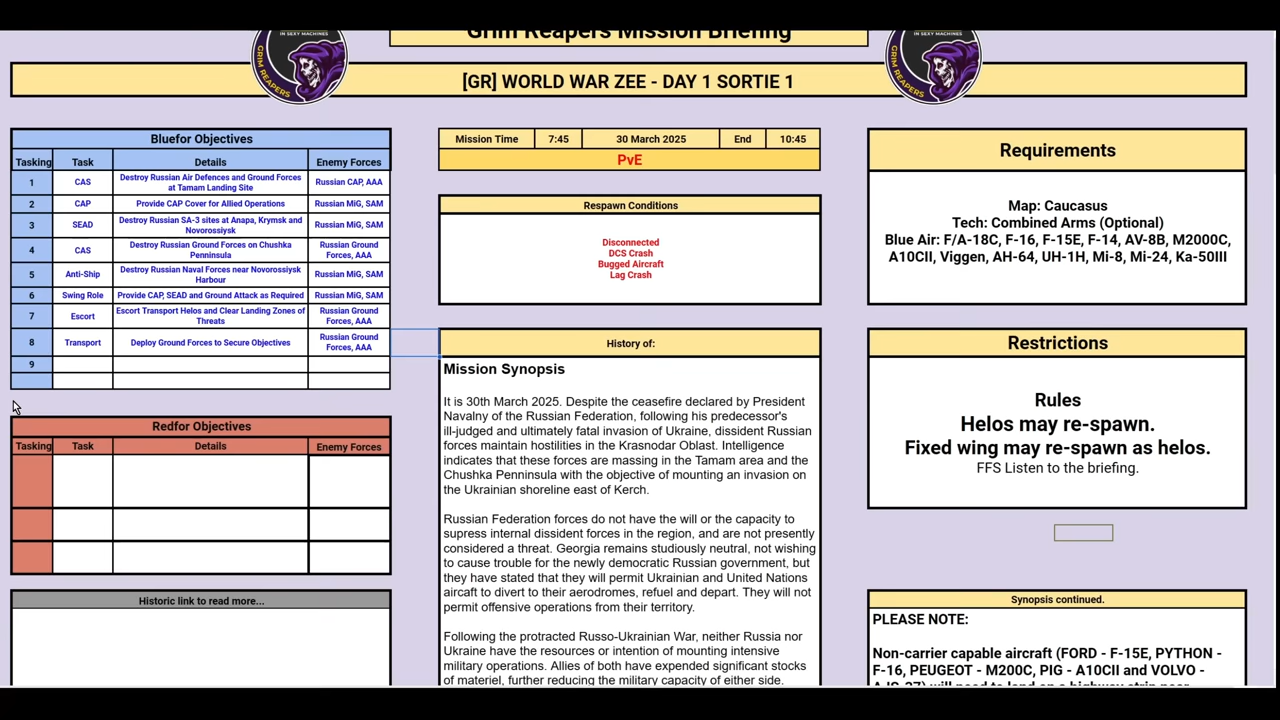 Grim Reapers Mission Briefing
IN SEXY MACHINES
GRIM REAPERS
IN SEXY MACHINES
GRIM REAPERS
[GR] WORLD WAR ZEE - DAY 1 SORTIE 1
Bluefor Objectives
Tasking Task Details Enemy Forces
1 CAS Destroy Russian Air Defences and Ground Forces at Tamam Landing Site Russian CAP, AAA
2 CAP Provide CAP Cover for Allied Operations Russian MiG, SAM
3 SEAD Destroy Russian SA-3 sites at Anapa, Krymsk and Novorossiysk Russian MiG, SAM
4 CAS Destroy Russian Ground Forces on Chushka Peninsula Russian Ground Forces, AAA
5 Anti-Ship Destroy Russian Naval Forces near Novorossiysk Harbour Russian MiG, SAM
6 Swing Role Provide CAP, SEAD and Ground Attack as Required Russian MiG, SAM
7 Escort Escort Transport Helos and Clear Landing Zones of Threats Russian Ground Forces, AAA
8 Transport Deploy Ground Forces to Secure Objectives Russian Ground Forces, AAA
9
Redfor Objectives
Tasking Task Details Enemy Forces
Historic link to read more...
Mission Time 7:45 30 March 2025 End 10:45
PvE
Respawn Conditions
Disconnected
DCS Crash
Bugged Aircraft
Lag Crash
History of:
Mission Synopsis
It is 30th March 2025. Despite the ceasefire declared by President
Navalny of the Russian Federation, following his predecessor's
ill-judged and ultimately fatal invasion of Ukraine, dissident Russian
forces maintain hostilities in the Krasnodar Oblast. Intelligence
indicates that these forces are massing in the Tamam area and the
Chushka Penninsula with the objective of mounting an invasion on
the Ukrainian shoreline east of Kerch.
Russian Federation forces do not have the will or the capacity to
supress internal dissident forces in the region, and are not presently
considered a threat. Georgia remains studiously neutral, not wishing
to cause trouble for the newly democratic Russian government, but
they have stated that they will permit Ukrainian and United Nations
aircaft to divert to their aerodromes, refuel and depart. They will not
permit offensive operations from their territory.
Following the protracted Russo-Ukrainian War, neither Russia nor
Ukraine have the resources or intention of mounting intensive
military operations. Allies of both have expended significant stocks
of materiel, further reducing the military capacity of either side.
Requirements
Map: Caucasus
Tech: Combined Arms (Optional)
Blue Air: F/A-18C, F-16, F-15E, F-14, AV-8B, M2000C,
A10CII, Viggen, AH-64, UH-1H, Mi-8, Mi-24, Ka-50III
Restrictions
Rules
Helos may re-spawn.
Fixed wing may re-spawn as helos.
FFS Listen to the briefing.
Synopsis continued.
PLEASE NOTE:
Non-carrier capable aircraft (FORD - F-15E, PYTHON -
F-16, PEUGEOT - M200C, PIG - A10CII and VOLVO -
AJS-37) will need to land on a highway strip near